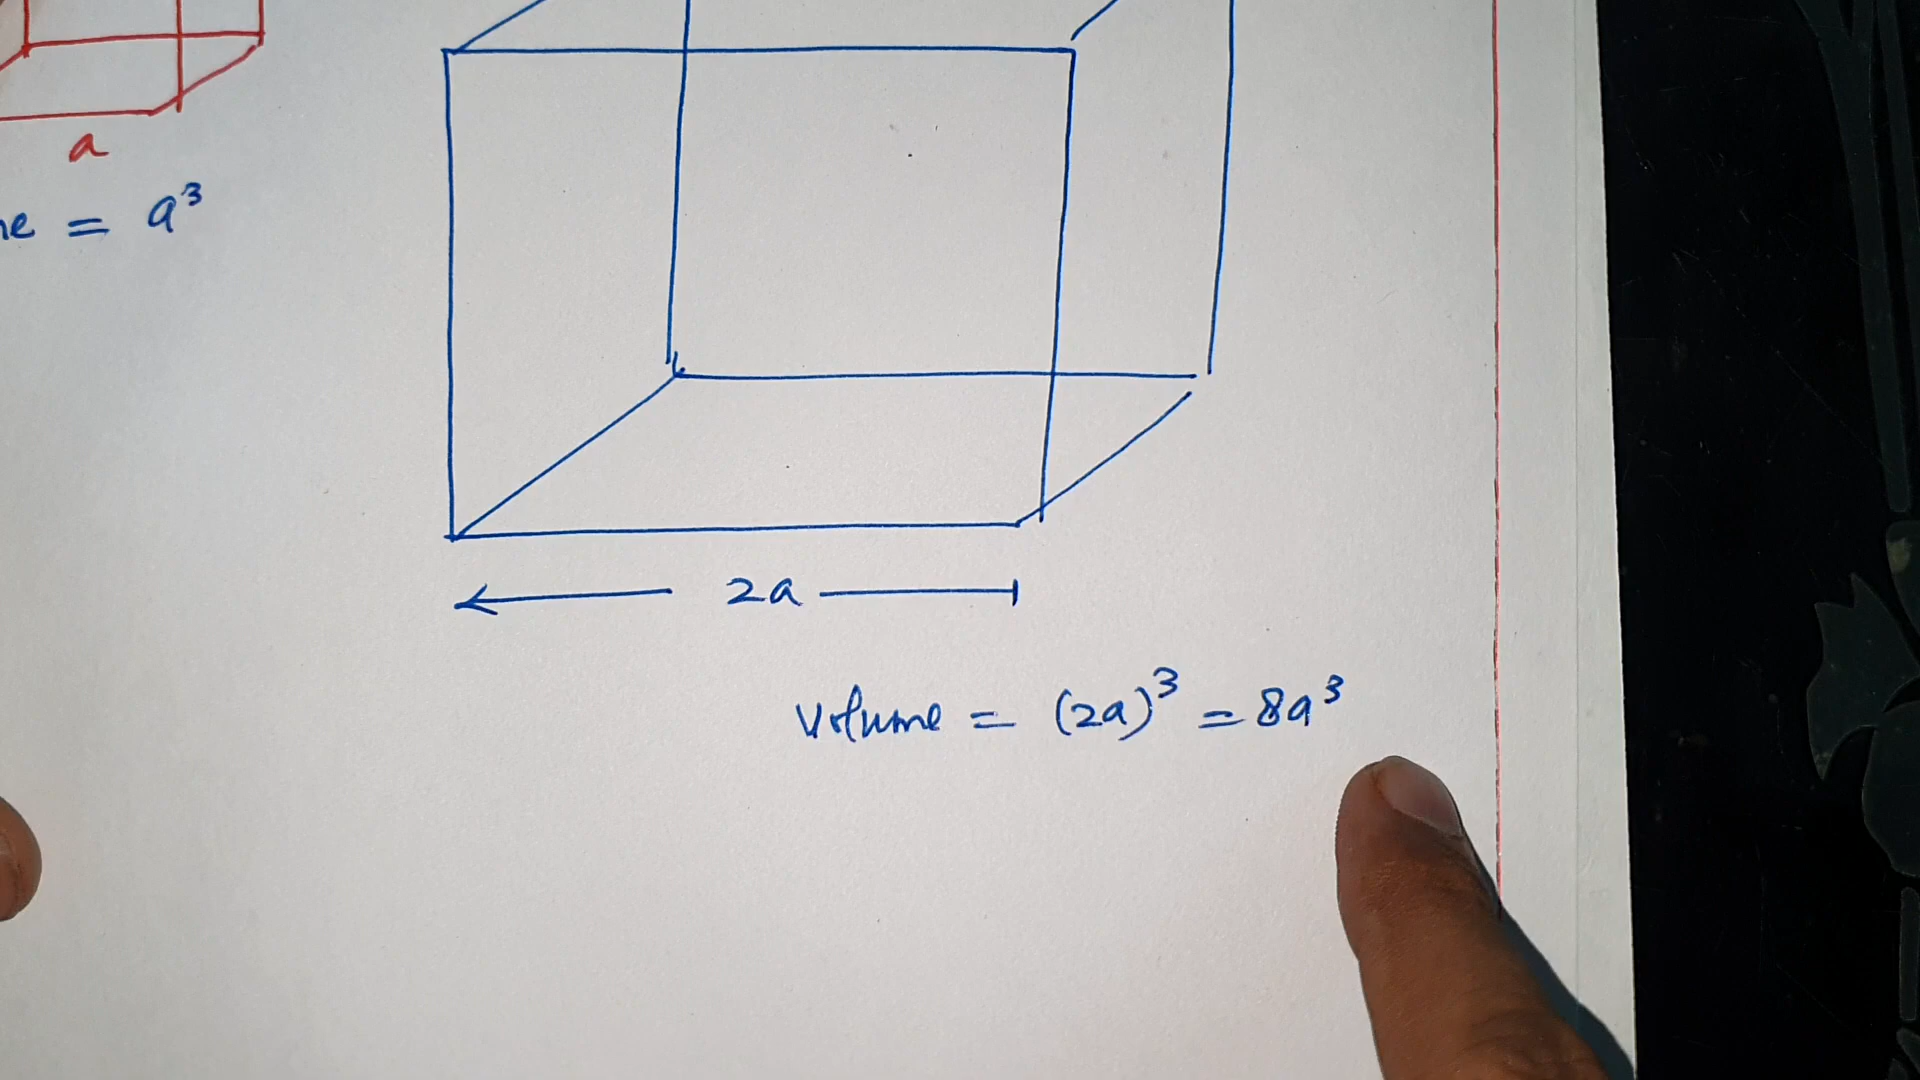 a
= a³
2a
volume = (2a)³ = 8a³